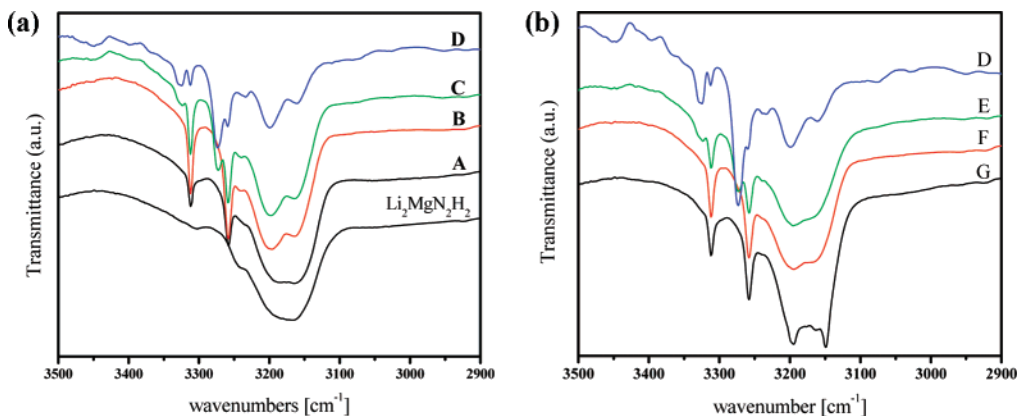 (a)
D
C
B
A
Li₂MgN₂H₂
Transmittance (a.u.)
3500 3400 3300 3200 3100 3000 2900
wavenumbers [cm⁻¹]
(b)
D
E
F
G
Transmittance (a.u.)
3500 3400 3300 3200 3100 3000 2900
wavenumber [cm⁻¹]